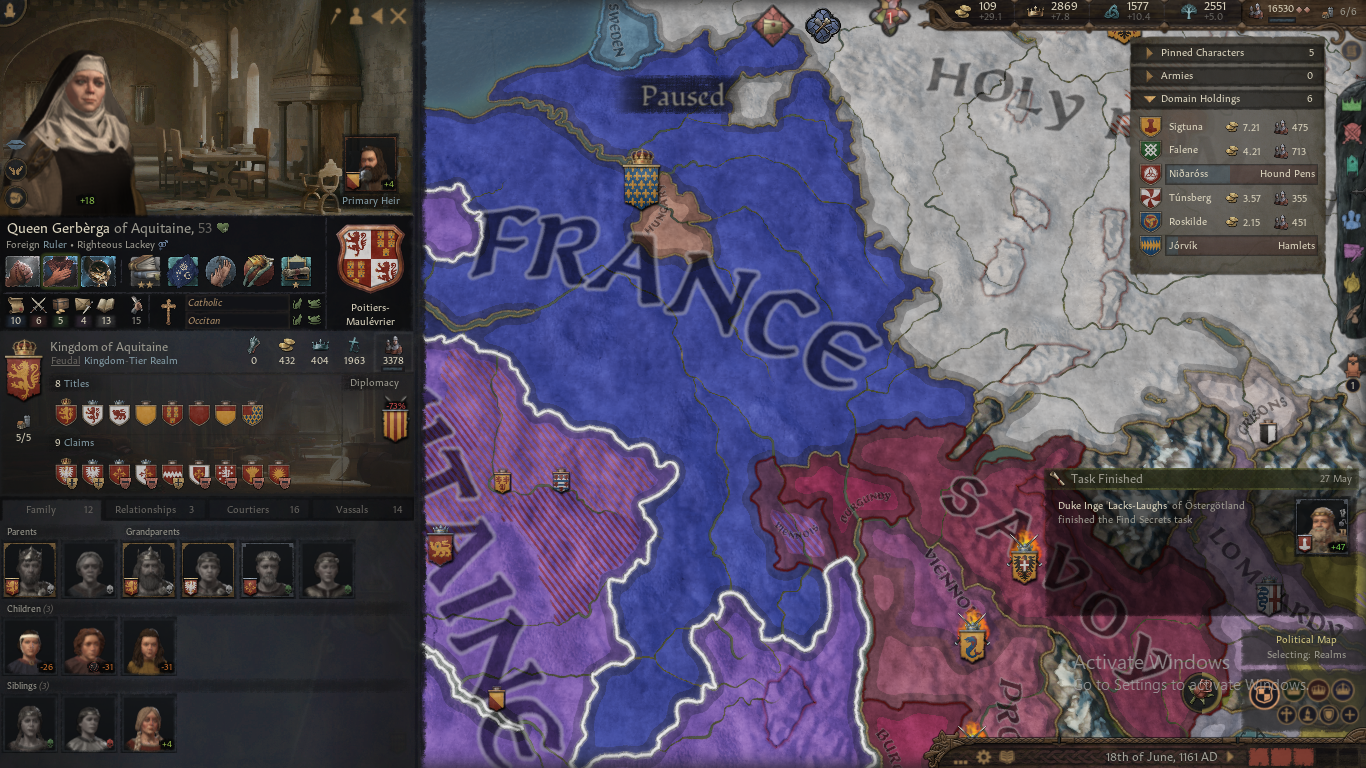 109
+29.1
2869
+7.8
1577
+10.4
2551
+5.0
16530
6/6
+18
+4
Primary Heir
Queen Gerbèrga of Aquitaine, 53
Foreign Ruler • Righteous Lackey
10 6 5 4 13 15
Catholic
Occitan
Poitiers-
Maulévrier
Kingdom of Aquitaine
Feudal Kingdom-Tier Realm
0 432 404 1963 3378
8 Titles
Diplomacy
-73%
5/5
9 Claims
Family 12
Relationships 3
Courtiers 16
Vassals 14
Parents
Grandparents
Children (3)
-26
-31
-31
Siblings (3)
+4
SWEDEN
Paused
HOLY
FRANCE
SAVOY
VIENNO
Pinned Characters 5
Armies 0
Domain Holdings 6
Sigtuna 7.21 475
Falene 4.21 713
Niðaróss Hound Pens
Túnsberg 3.57 355
Roskilde 2.15 451
Jórvík Hamlets
1
Task Finished 27 May
Duke Inge 'Lacks-Laughs' of Östergötland
finished the Find Secrets task
+47
Political Map
Selecting: Realms
Activate Windows
Go to Settings to activate Windows.
18th of June, 1161 AD